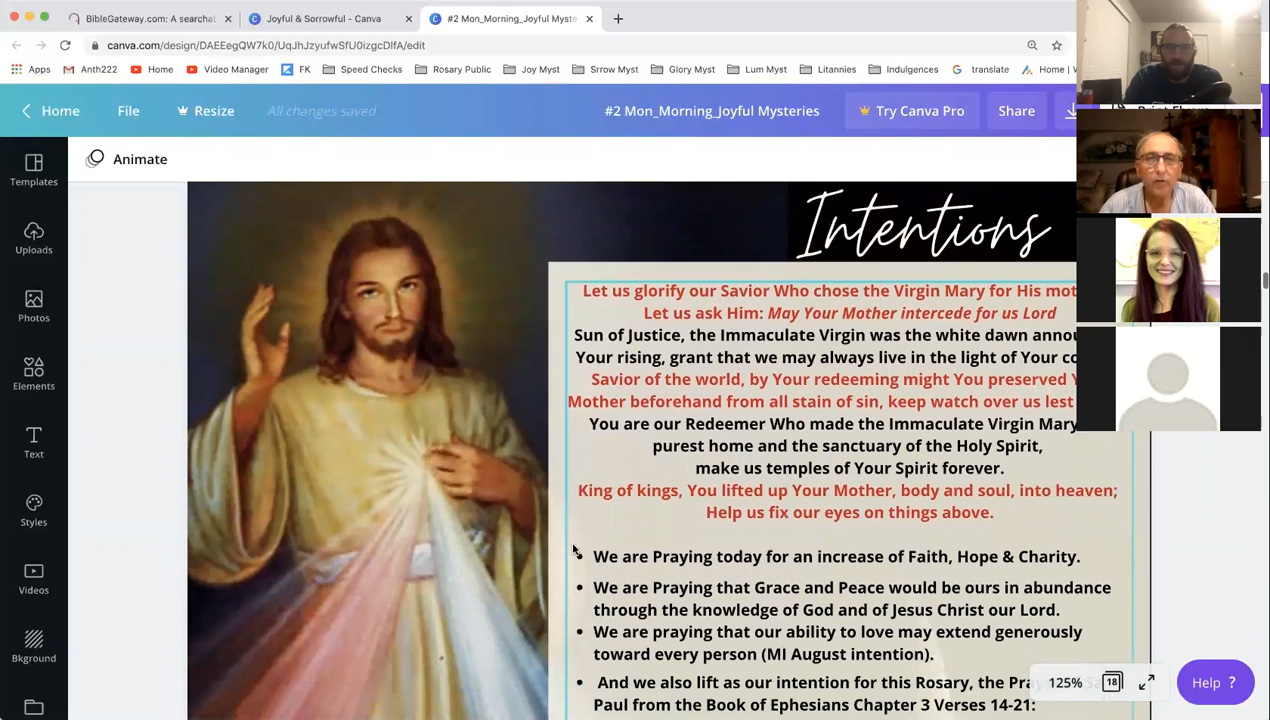 BibleGateway.com: A searchab
Joyful & Sorrowful - Canva
#2 Mon_Morning_Joyful Myste
canva.com/design/DAEEegQW7k0/UqJhJzyufwSfU0izgcDlfA/edit
Apps Anth222 Home Video Manager FK Speed Checks Rosary Public Joy Myst Srrow Myst Glory Myst Lum Myst Litannies Indulgences translate Home |
Home File Resize All changes saved #2 Mon_Morning_Joyful Mysteries Try Canva Pro Share
Animate
Templates
Uploads
Photos
Elements
Text
Styles
Videos
Bkground
Intentions
Let us glorify our Savior Who chose the Virgin Mary for His mot
Let us ask Him: May Your Mother intercede for us Lord
Sun of Justice, the Immaculate Virgin was the white dawn annou
Your rising, grant that we may always live in the light of Your co
Savior of the world, by Your redeeming might You preserved Y
Mother beforehand from all stain of sin, keep watch over us lest
You are our Redeemer Who made the Immaculate Virgin Mary
purest home and the sanctuary of the Holy Spirit,
make us temples of Your Spirit forever.
King of kings, You lifted up Your Mother, body and soul, into heaven;
Help us fix our eyes on things above.
• We are Praying today for an increase of Faith, Hope & Charity.
• We are Praying that Grace and Peace would be ours in abundance
through the knowledge of God and of Jesus Christ our Lord.
• We are praying that our ability to love may extend generously
toward every person (MI August intention).
• And we also lift as our intention for this Rosary, the Pra
Paul from the Book of Ephesians Chapter 3 Verses 14-21:
125% 18
Help ?